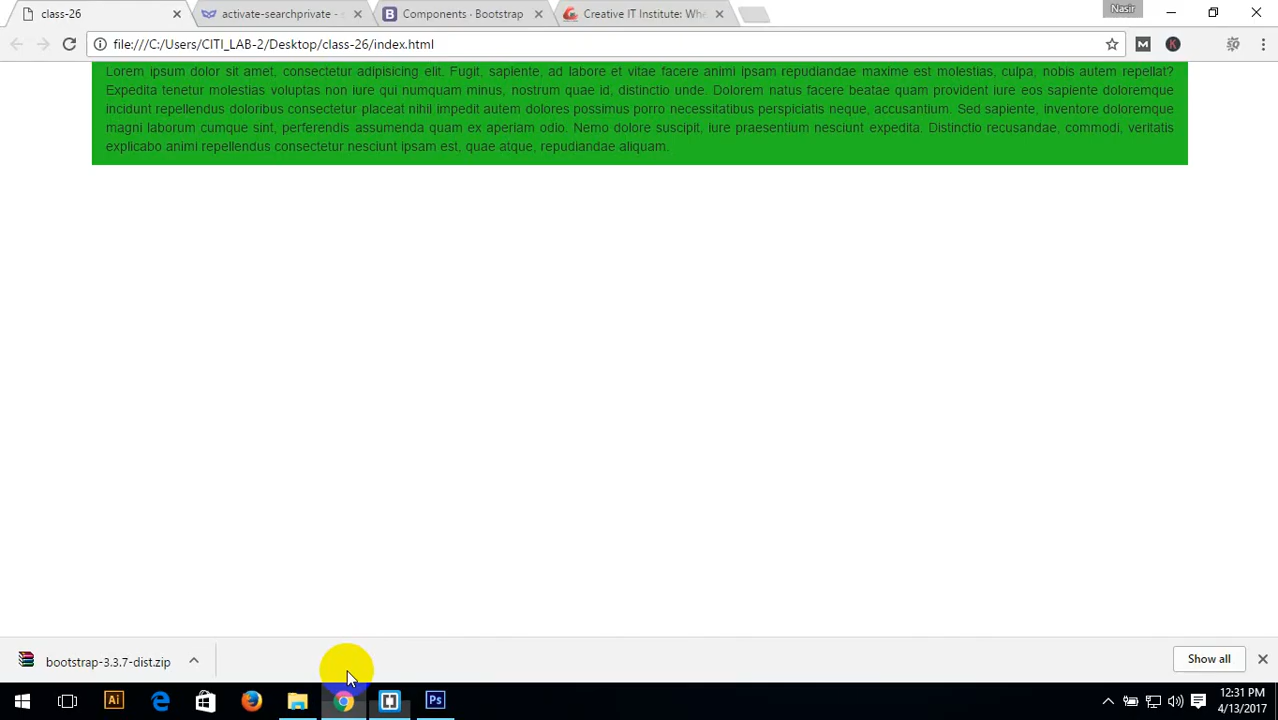 class-26
activate-searchprivate -
Components · Bootstrap
Creative IT Institute: Whe
Nasir
file:///C:/Users/CITI_LAB-2/Desktop/class-26/index.html
Lorem ipsum dolor sit amet, consectetur adipisicing elit. Fugit, sapiente, ad labore et vitae facere animi ipsam repudiandae maxime est molestias, culpa, nobis autem repellat?
Expedita tenetur molestias voluptas non iure qui numquam minus, nostrum quae id, distinctio unde. Dolorem natus facere beatae quam provident iure eos sapiente doloremque
incidunt repellendus doloribus consectetur placeat nihil impedit autem dolores possimus porro necessitatibus perspiciatis neque, accusantium. Sed sapiente, inventore doloremque
magni laborum cumque sint, perferendis assumenda quam ex aperiam odio. Nemo dolore suscipit, iure praesentium nesciunt expedita. Distinctio recusandae, commodi, veritatis
explicabo animi repellendus consectetur nesciunt ipsam est, quae atque, repudiandae aliquam.
bootstrap-3.3.7-dist.zip
Show all
Ai
Ps
12:31 PM
4/13/2017